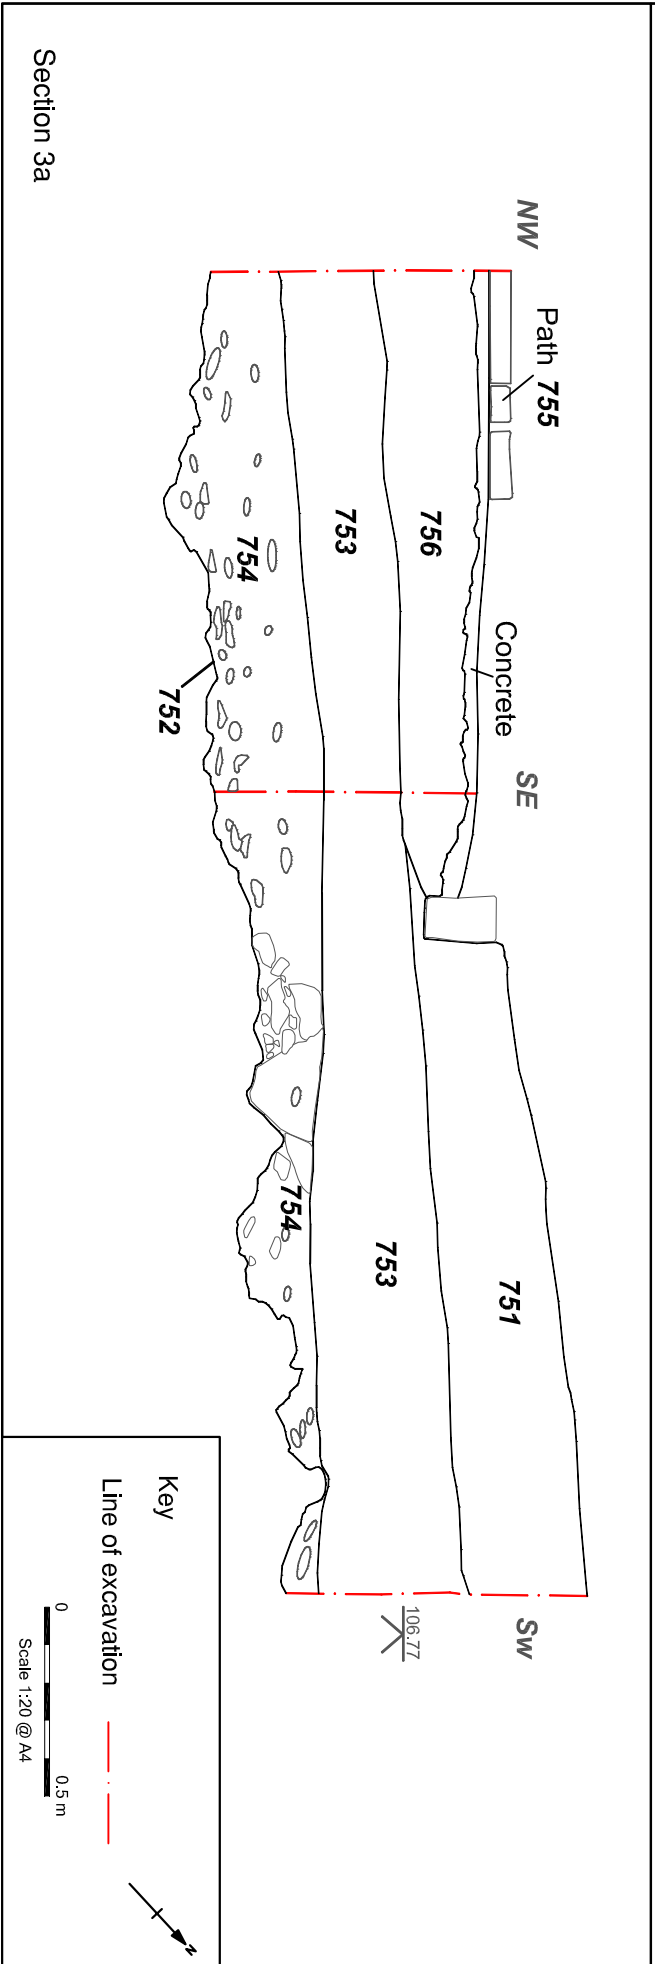 NW
SE
Sw
Path 755
Concrete
756
751
753
753
106.77
754
754
752
Section 3a
Key
Line of excavation
0
0.5 m
Scale 1:20 @ A4
N